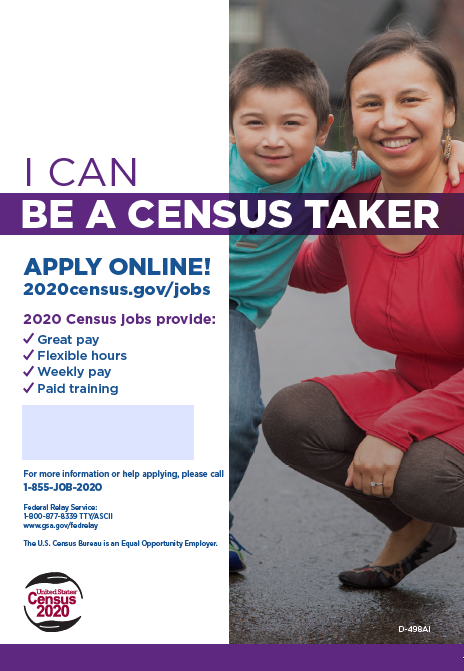 I CAN
BE A CENSUS TAKER
APPLY ONLINE!
2020census.gov/jobs
2020 Census jobs provide:
✓ Great pay
✓ Flexible hours
✓ Weekly pay
✓ Paid training
For more information or help applying, please call
1-855-JOB-2020
Federal Relay Service:
1-800-877-8339 TTY/ASCII
www.gsa.gov/fedrelay
The U.S. Census Bureau is an Equal Opportunity Employer.
United States
Census
2020
D-498AI